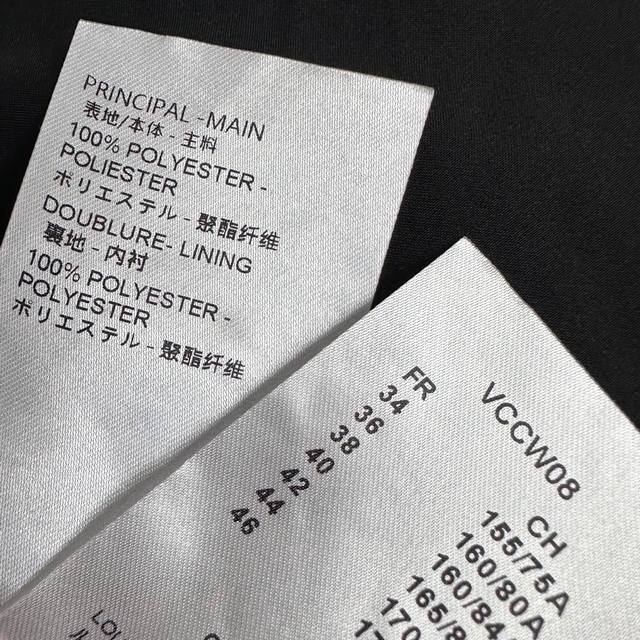 PRINCIPAL -MAIN
表地/本体 - 主料
100% POLYESTER -
POLIESTER
ポリエステル - 聚酯纤维
DOUBLURE- LINING
裏地 - 内衬
100% POLYESTER -
POLYESTER
ポリエステル - 聚酯纤维
VCCW08
FR
34
36
38
40
42
44
46
CH
155/75A
160/80A
160/84
165/8
170